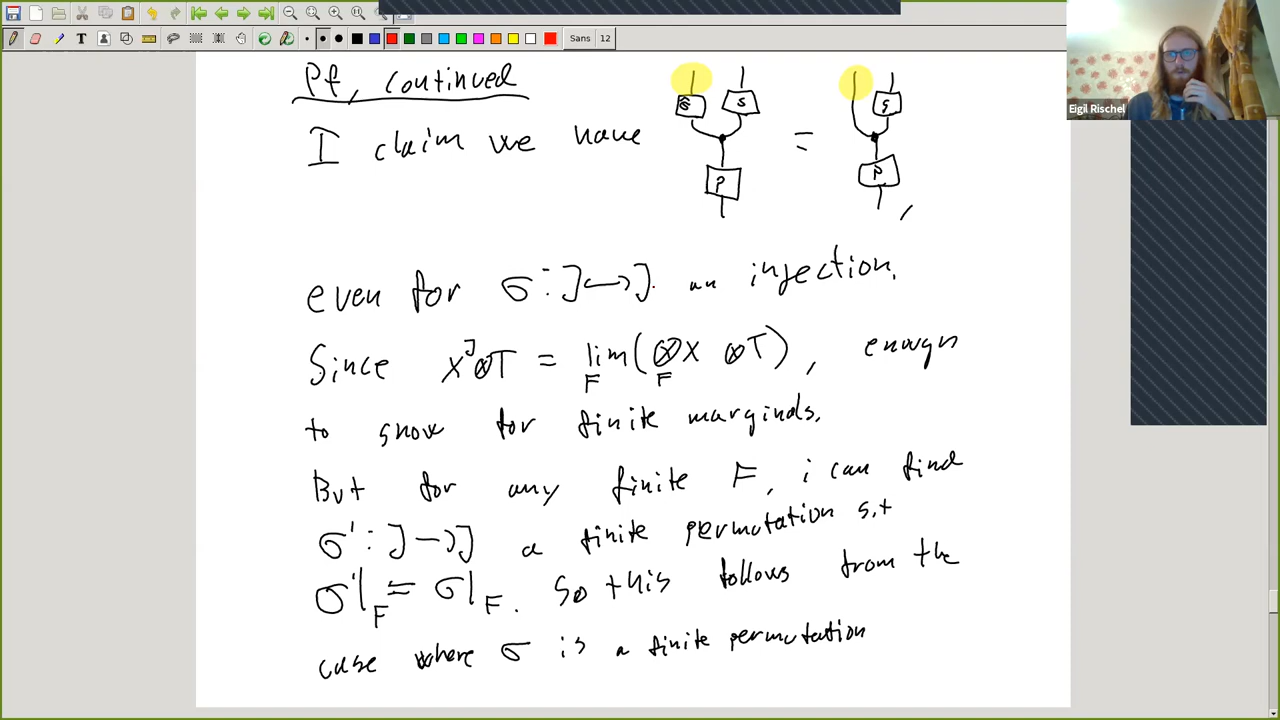 Sans 12
Eigil Rischel
Pf, continued
I claim we have
s s = s
p p ,
even for σ: J↪J. an injection.
Since X^J⊗T = lim_F(⊗_F X ⊗T), enough
to show for finite marginals.
But for any finite F, i can find
σ': J→J a finite permutation s.t
σ'|_F = σ|_F. So this follows from the
case where σ is a finite permutation